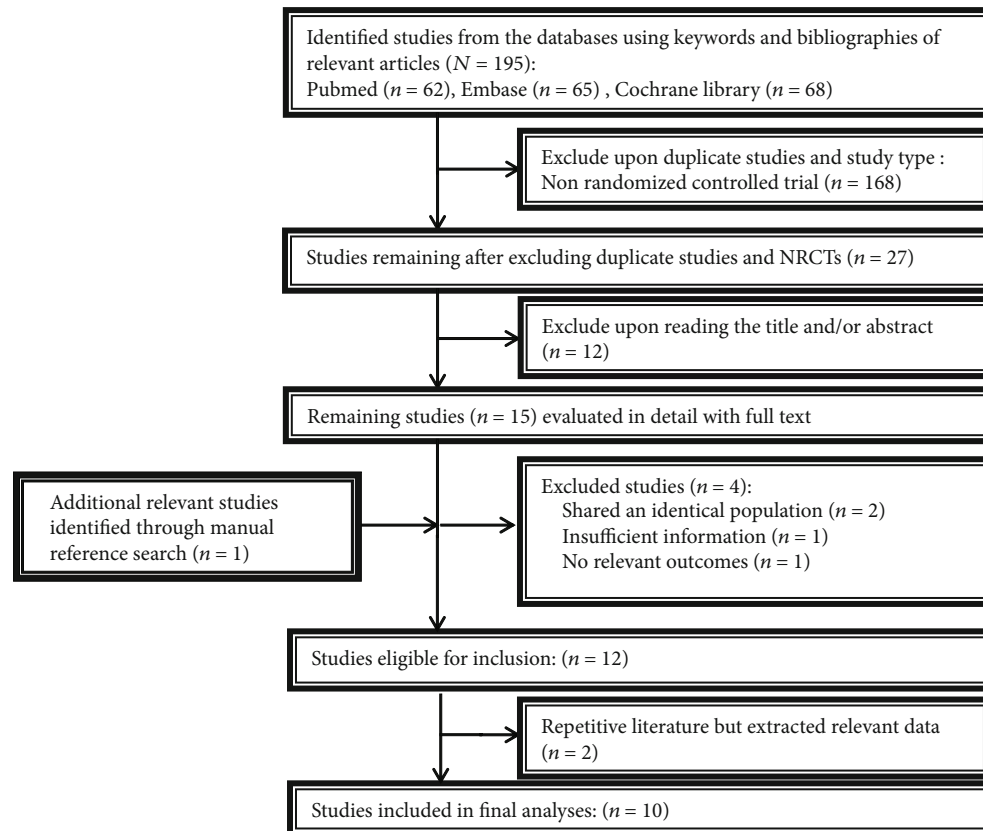 Identified studies from the databases using keywords and bibliographies of
relevant articles (N = 195):
Pubmed (n = 62), Embase (n = 65) , Cochrane library (n = 68)
Exclude upon duplicate studies and study type :
Non randomized controlled trial (n = 168)
Studies remaining after excluding duplicate studies and NRCTs (n = 27)
Exclude upon reading the title and/or abstract
(n = 12)
Remaining studies (n = 15) evaluated in detail with full text
Additional relevant studies
identified through manual
reference search (n = 1)
Excluded studies (n = 4):
Shared an identical population (n = 2)
Insufficient information (n = 1)
No relevant outcomes (n = 1)
Studies eligible for inclusion: (n = 12)
Repetitive literature but extracted relevant data
(n = 2)
Studies included in final analyses: (n = 10)